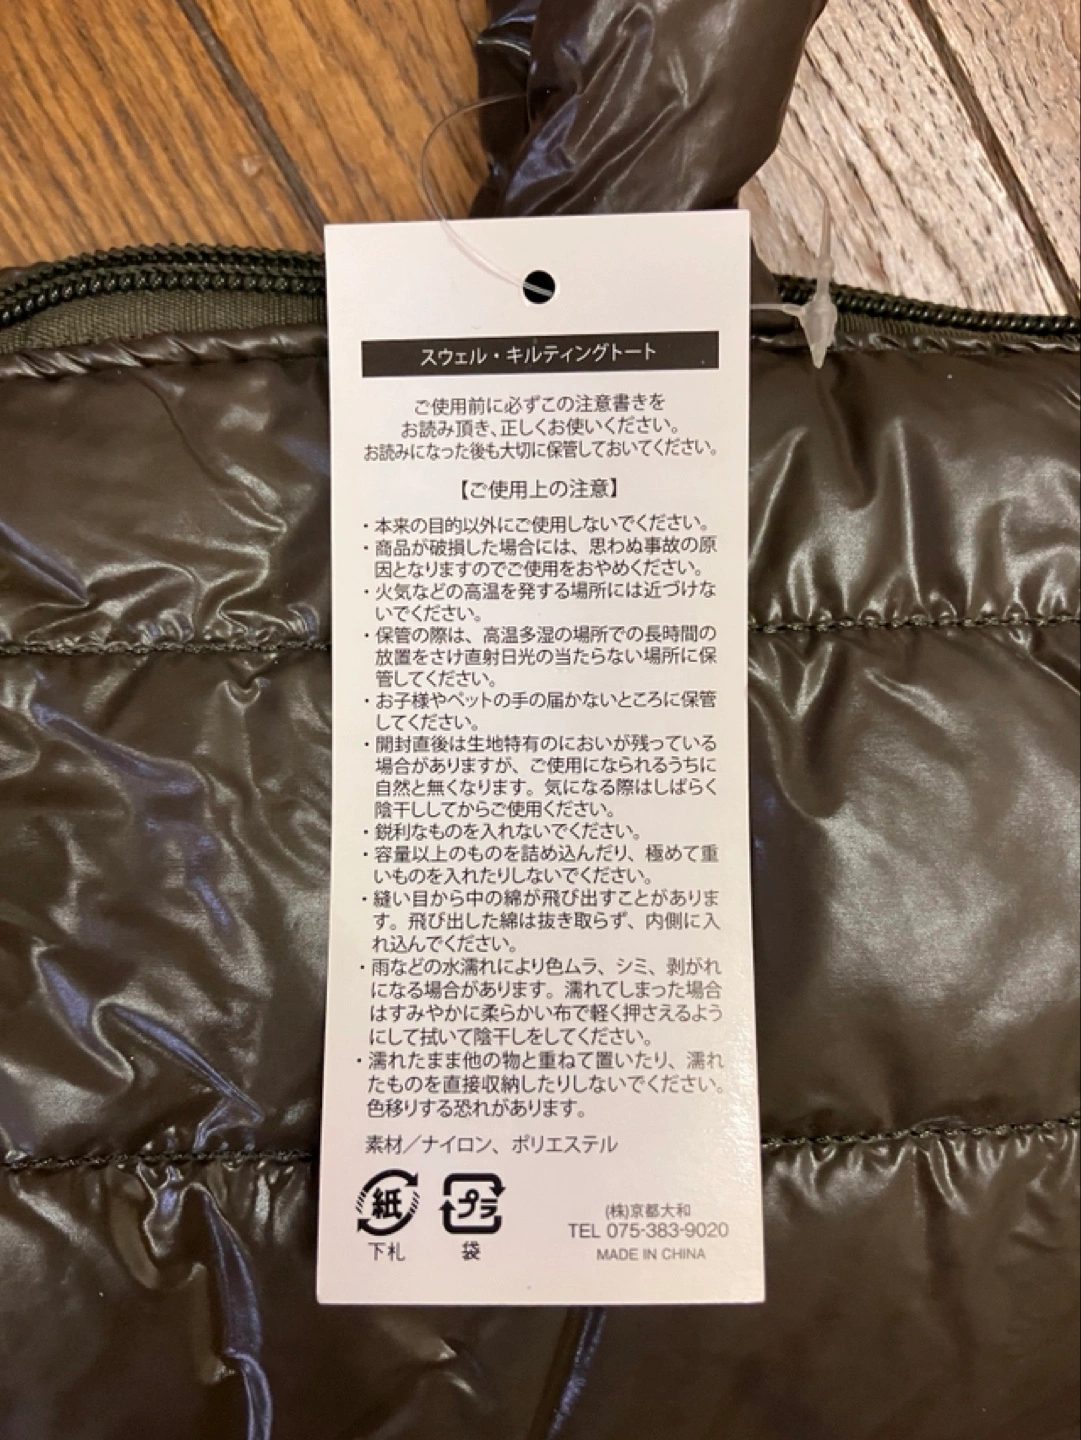 スウェル・キルティングトート
ご使用前に必ずこの注意書きを
お読み頂き、正しくお使いください。
お読みになった後も大切に保管しておいてください。
【ご使用上の注意】
・本来の目的以外にご使用しないでください。
・商品が破損した場合には、思わぬ事故の原
因となりますのでご使用をおやめください。
・火気などの高温を発する場所には近づけな
いでください。
・保管の際は、高温多湿の場所での長時間の
放置をさけ直射日光の当たらない場所に保
管してください。
・お子様やペットの手の届かないところに保管
してください。
・開封直後は生地特有のにおいが残っている
場合がありますが、ご使用になられるうちに
自然と無くなります。気になる際はしばらく
陰干ししてからご使用ください。
・鋭利なものを入れないでください。
・容量以上のものを詰め込んだり、極めて重
いものを入れたりしないでください。
・縫い目から中の綿が飛び出すことがありま
す。飛び出した綿は抜き取らず、内側に入
れ込んでください。
・雨などの水濡れにより色ムラ、シミ、剥がれ
になる場合があります。濡れてしまった場合
はすみやかに柔らかい布で軽く押さえるよう
にして拭いて陰干しをしてください。
・濡れたまま他の物と重ねて置いたり、濡れ
たものを直接収納したりしないでください。
色移りする恐れがあります。
素材／ナイロン、ポリエステル
紙
下札
プラ
袋
(株)京都大和
TEL 075-383-9020
MADE IN CHINA